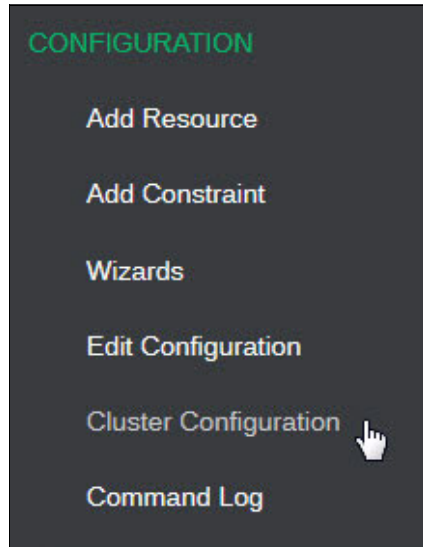 CONFIGURATION
Add Resource
Add Constraint
Wizards
Edit Configuration
Cluster Configuration
Command Log